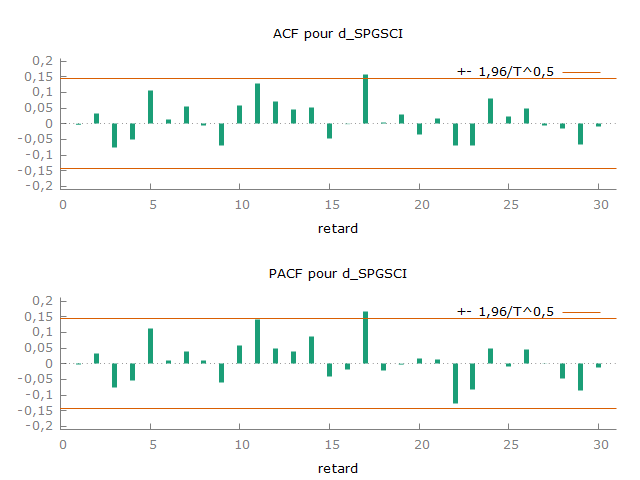 ACF pour d_SPGSCI
+- 1,96/T^0,5
0,2
0,15
0,1
0,05
0
-0,05
-0,1
-0,15
-0,2
0 5 10 15 20 25 30
retard
PACF pour d_SPGSCI
+- 1,96/T^0,5
0,2
0,15
0,1
0,05
0
-0,05
-0,1
-0,15
-0,2
0 5 10 15 20 25 30
retard